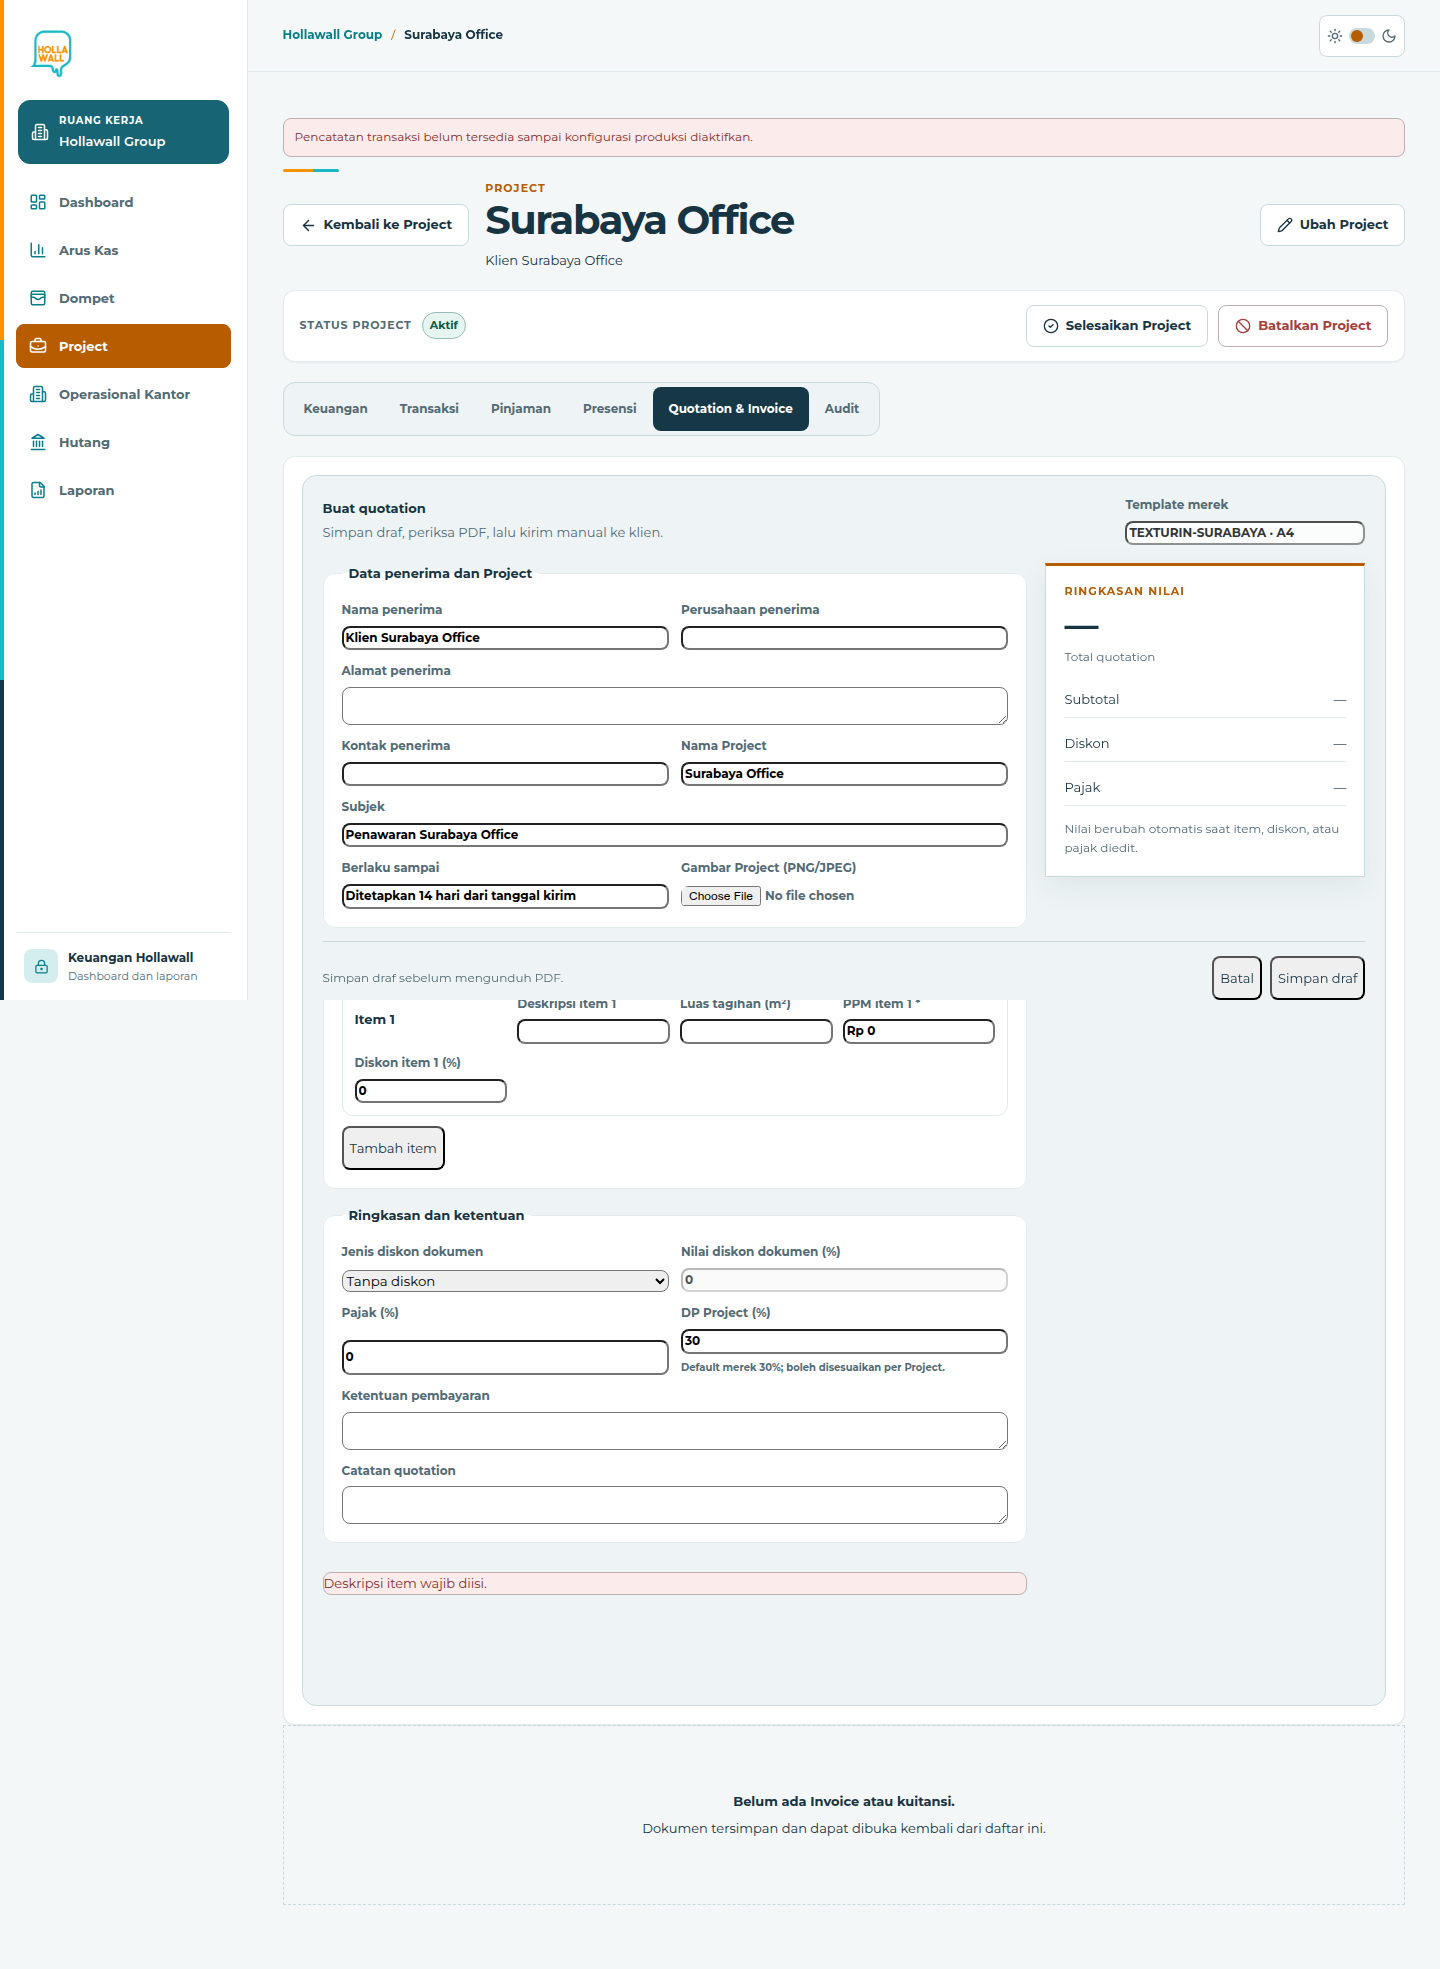 HOLLA
WALL
RUANG KERJA
Hollawall Group
Dashboard
Arus Kas
Dompet
Project
Operasional Kantor
Hutang
Laporan
Keuangan Hollawall
Dashboard dan laporan
Hollawall Group / Surabaya Office
Pencatatan transaksi belum tersedia sampai konfigurasi produksi diaktifkan.
Kembali ke Project
PROJECT
Surabaya Office
Klien Surabaya Office
Ubah Project
STATUS PROJECT Aktif
Selesaikan Project
Batalkan Project
Keuangan Transaksi Pinjaman Presensi Quotation & Invoice Audit
Buat quotation
Simpan draf, periksa PDF, lalu kirim manual ke klien.
Template merek
TEXTURIN-SURABAYA · A4
Data penerima dan Project
Nama penerima Perusahaan penerima
Klien Surabaya Office
Alamat penerima
Kontak penerima Nama Project
Surabaya Office
Subjek
Penawaran Surabaya Office
Berlaku sampai Gambar Project (PNG/JPEG)
Ditetapkan 14 hari dari tanggal kirim Choose File No file chosen
RINGKASAN NILAI
—
Total quotation
Subtotal —
Diskon —
Pajak —
Nilai berubah otomatis saat item, diskon, atau
pajak diedit.
Simpan draf sebelum mengunduh PDF.
Batal Simpan draf
Deskripsi item 1 Luas tagihan (m²) PPM item 1 *
Item 1
Rp 0
Diskon item 1 (%)
0
Tambah item
Ringkasan dan ketentuan
Jenis diskon dokumen Nilai diskon dokumen (%)
Tanpa diskon 0
Pajak (%) DP Project (%)
0 30
Default merek 30%; boleh disesuaikan per Project.
Ketentuan pembayaran
Catatan quotation
Deskripsi item wajib diisi.
Belum ada Invoice atau kuitansi.
Dokumen tersimpan dan dapat dibuka kembali dari daftar ini.